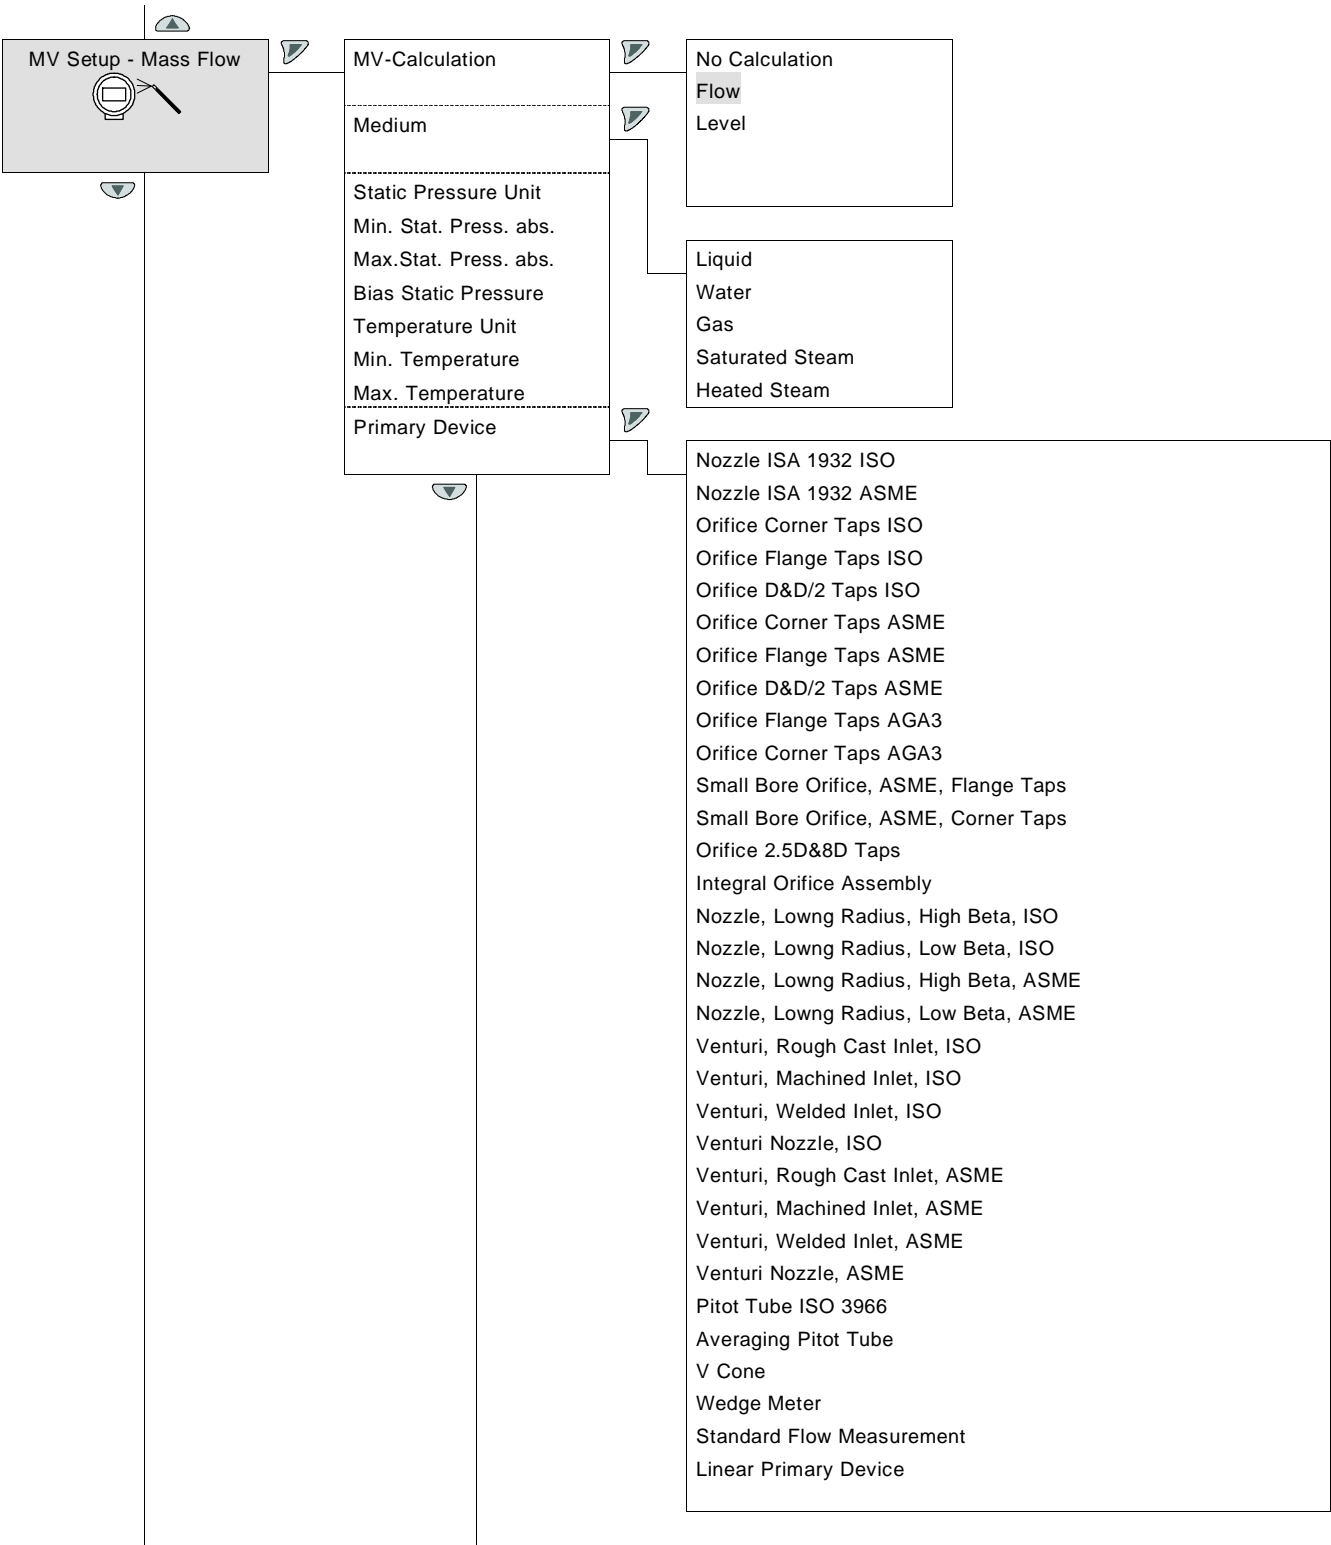 MV Setup - Mass Flow
MV-Calculation
No Calculation
Flow
Level
Medium
Liquid
Water
Gas
Saturated Steam
Heated Steam
Static Pressure Unit
Min. Stat. Press. abs.
Max.Stat. Press. abs.
Bias Static Pressure
Temperature Unit
Min. Temperature
Max. Temperature
Primary Device
Nozzle ISA 1932 ISO
Nozzle ISA 1932 ASME
Orifice Corner Taps ISO
Orifice Flange Taps ISO
Orifice D&D/2 Taps ISO
Orifice Corner Taps ASME
Orifice Flange Taps ASME
Orifice D&D/2 Taps ASME
Orifice Flange Taps AGA3
Orifice Corner Taps AGA3
Small Bore Orifice, ASME, Flange Taps
Small Bore Orifice, ASME, Corner Taps
Orifice 2.5D&8D Taps
Integral Orifice Assembly
Nozzle, Lowng Radius, High Beta, ISO
Nozzle, Lowng Radius, Low Beta, ISO
Nozzle, Lowng Radius, High Beta, ASME
Nozzle, Lowng Radius, Low Beta, ASME
Venturi, Rough Cast Inlet, ISO
Venturi, Machined Inlet, ISO
Venturi, Welded Inlet, ISO
Venturi Nozzle, ISO
Venturi, Rough Cast Inlet, ASME
Venturi, Machined Inlet, ASME
Venturi, Welded Inlet, ASME
Venturi Nozzle, ASME
Pitot Tube ISO 3966
Averaging Pitot Tube
V Cone
Wedge Meter
Standard Flow Measurement
Linear Primary Device